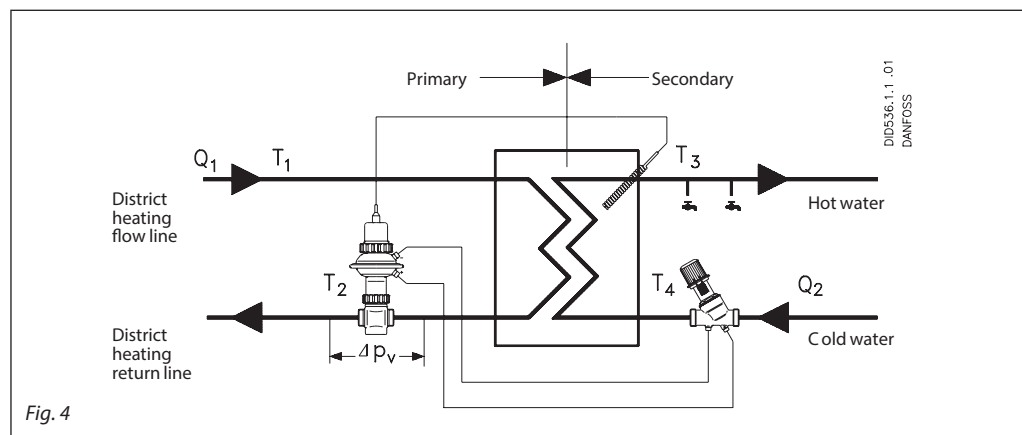 Primary
Secondary
DID536.1.1 .01
DANFOSS
Q1
T1
T3
District
heating
flow line
Hot water
T2
T4
Q2
District
heating
return line
Δpv
Cold water
Fig. 4